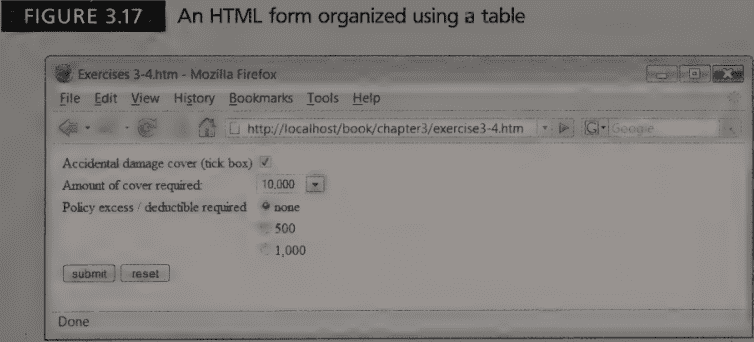 FIGURE 3.17 An HTML form organized using a table
Exercises 3-4.htm - Mozilla Firefox
File Edit View History Bookmarks Tools Help
http://localhost/book/chapter3/exercise3-4.htm G Google
Accidental damage cover (tick box)
Amount of cover required: 10,000
Policy excess / deductible required none
500
1,000
submit reset
Done